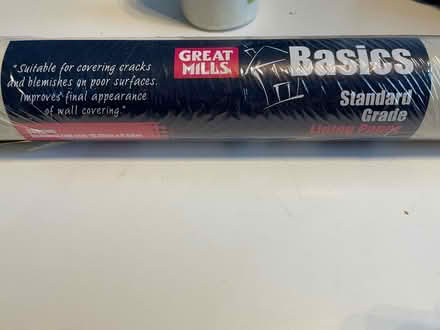 "Suitable for covering cracks
and blemishes on poor surfaces.
Improves final appearance
of wall covering."
GREAT
MILLS
Basics
Standard
Grade
Lining Paper